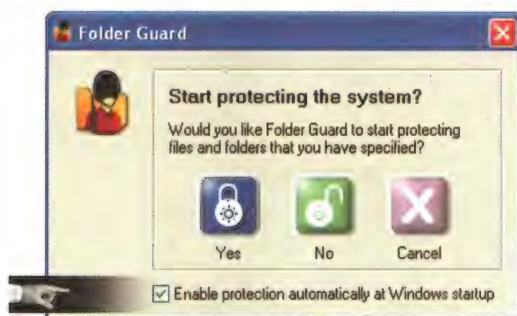 Folder Guard
Start protecting the system?
Would you like Folder Guard to start protecting
files and folders that you have specified?
Yes No Cancel
Enable protection automatically at Windows startup